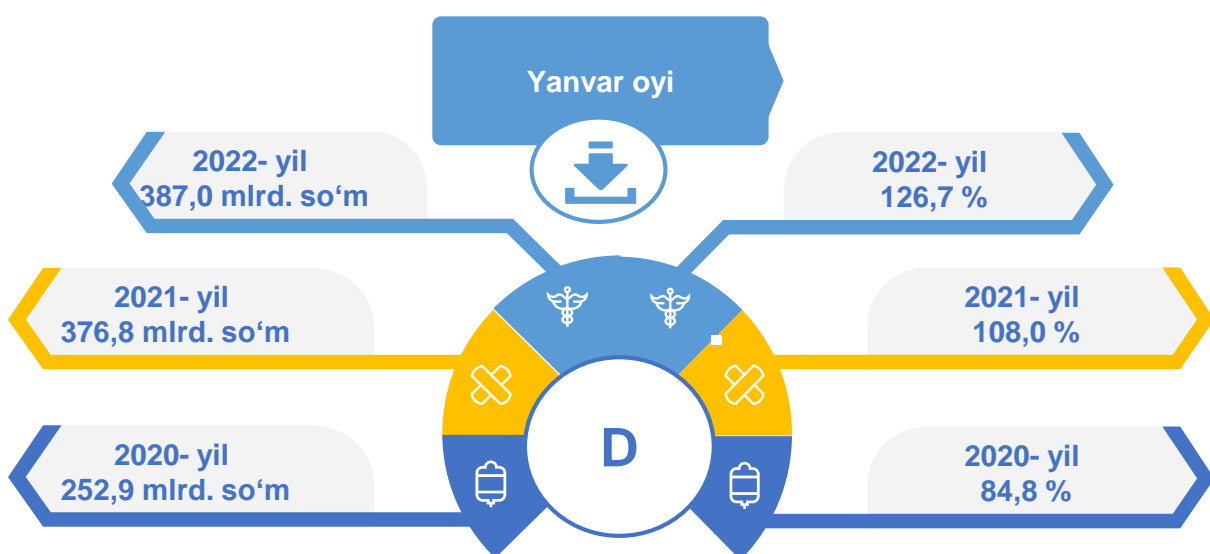 Yanvar oyi
2022- yil
387,0 mlrd. so‘m
2022- yil
126,7 %
2021- yil
376,8 mlrd. so‘m
2021- yil
108,0 %
2020- yil
252,9 mlrd. so‘m
2020- yil
84,8 %
D